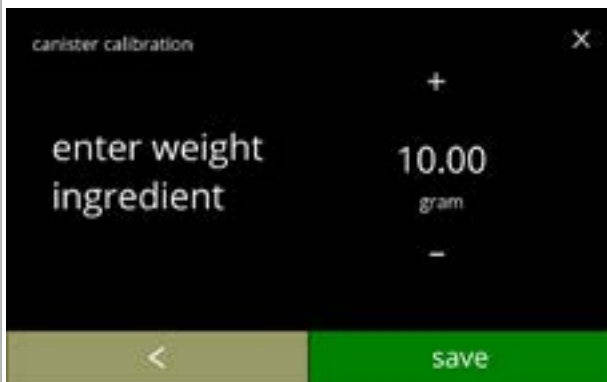 canister calibration
×
+
enter weight
ingredient
10.00
gram
-
<
save